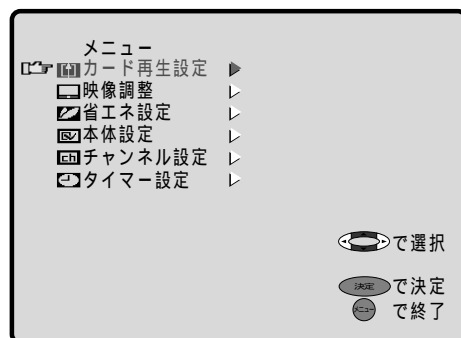 メニュー
カード再生設定
映像調整
省エネ設定
本体設定
ch チャンネル設定
タイマー設定
で選択
決定 で決定
メニュー で終了